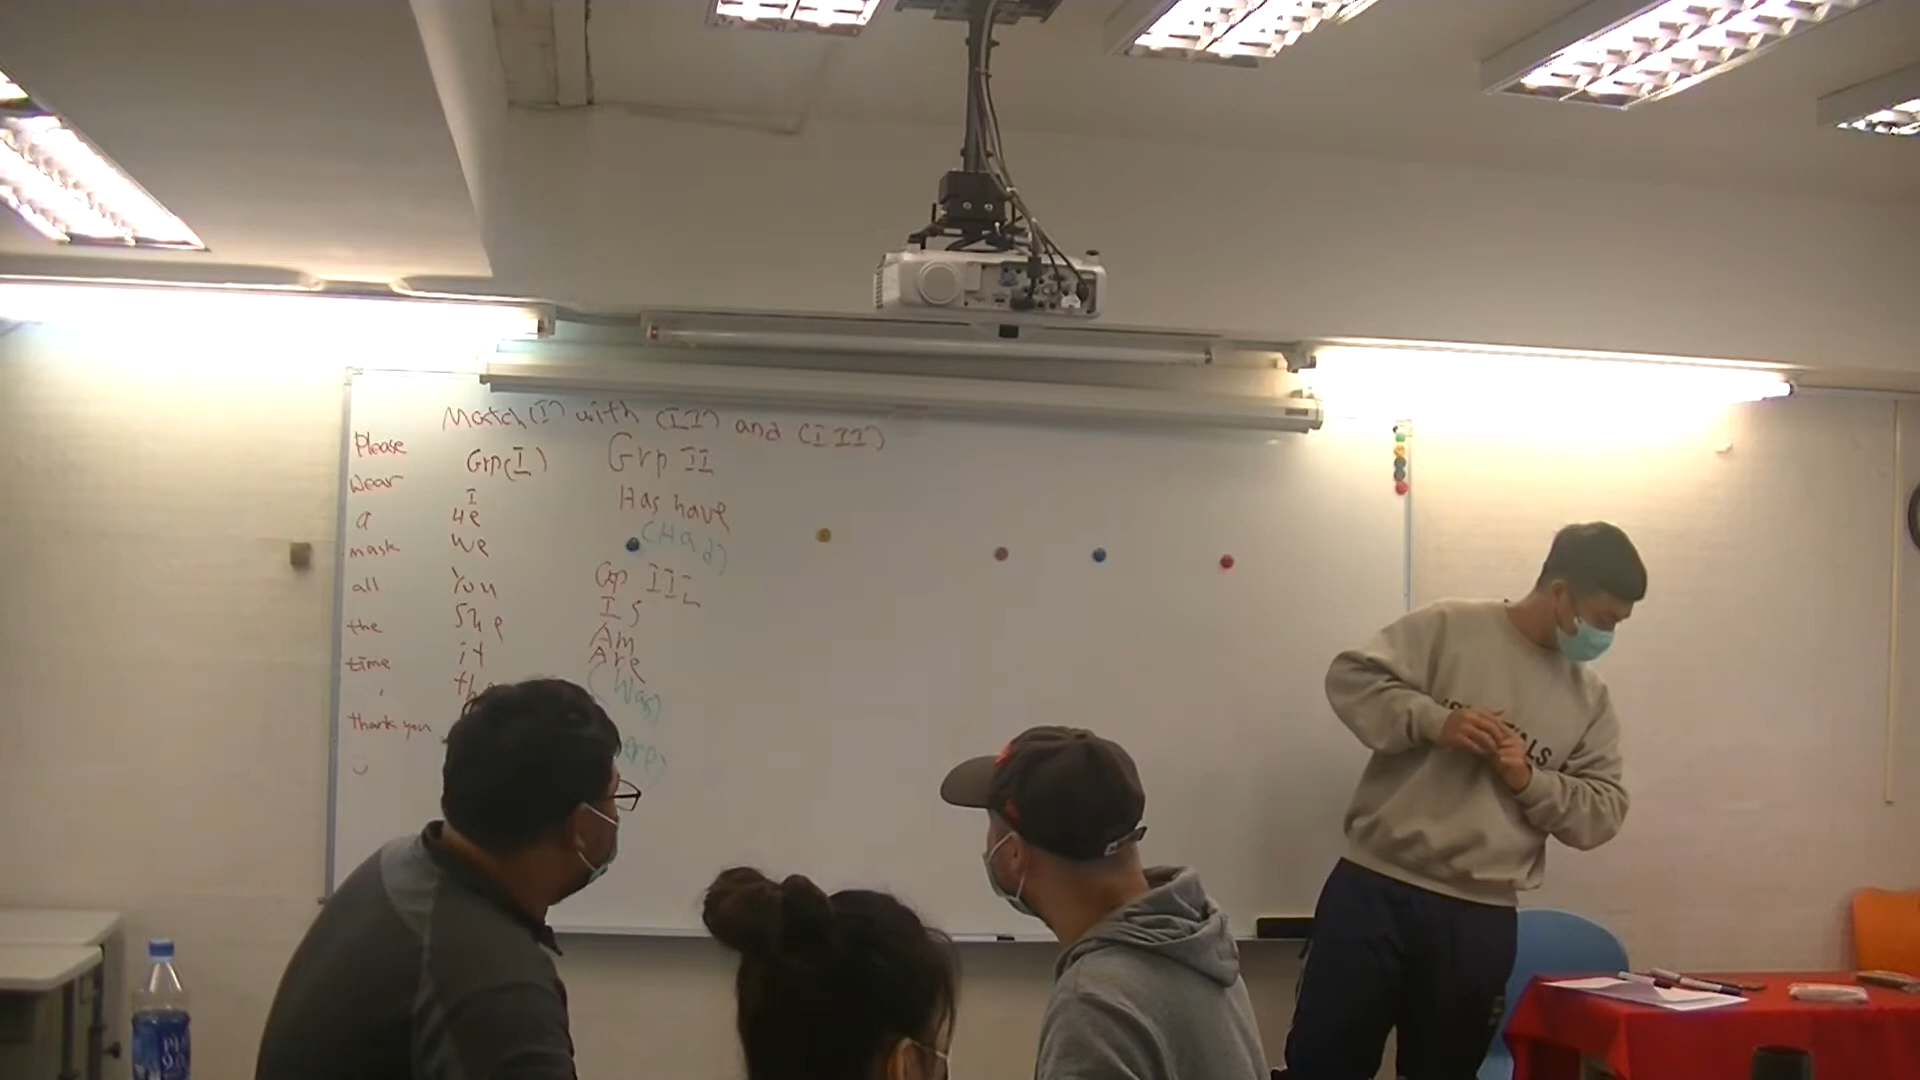 Match (I) with (II) and (III)
Please
Wear
a
mask
all
the
time
,
thank you
Grp (I)
I
He
We
You
She
it
Grp II
Has have
(Had)
Grp III
Is
Am
Are
(Was)